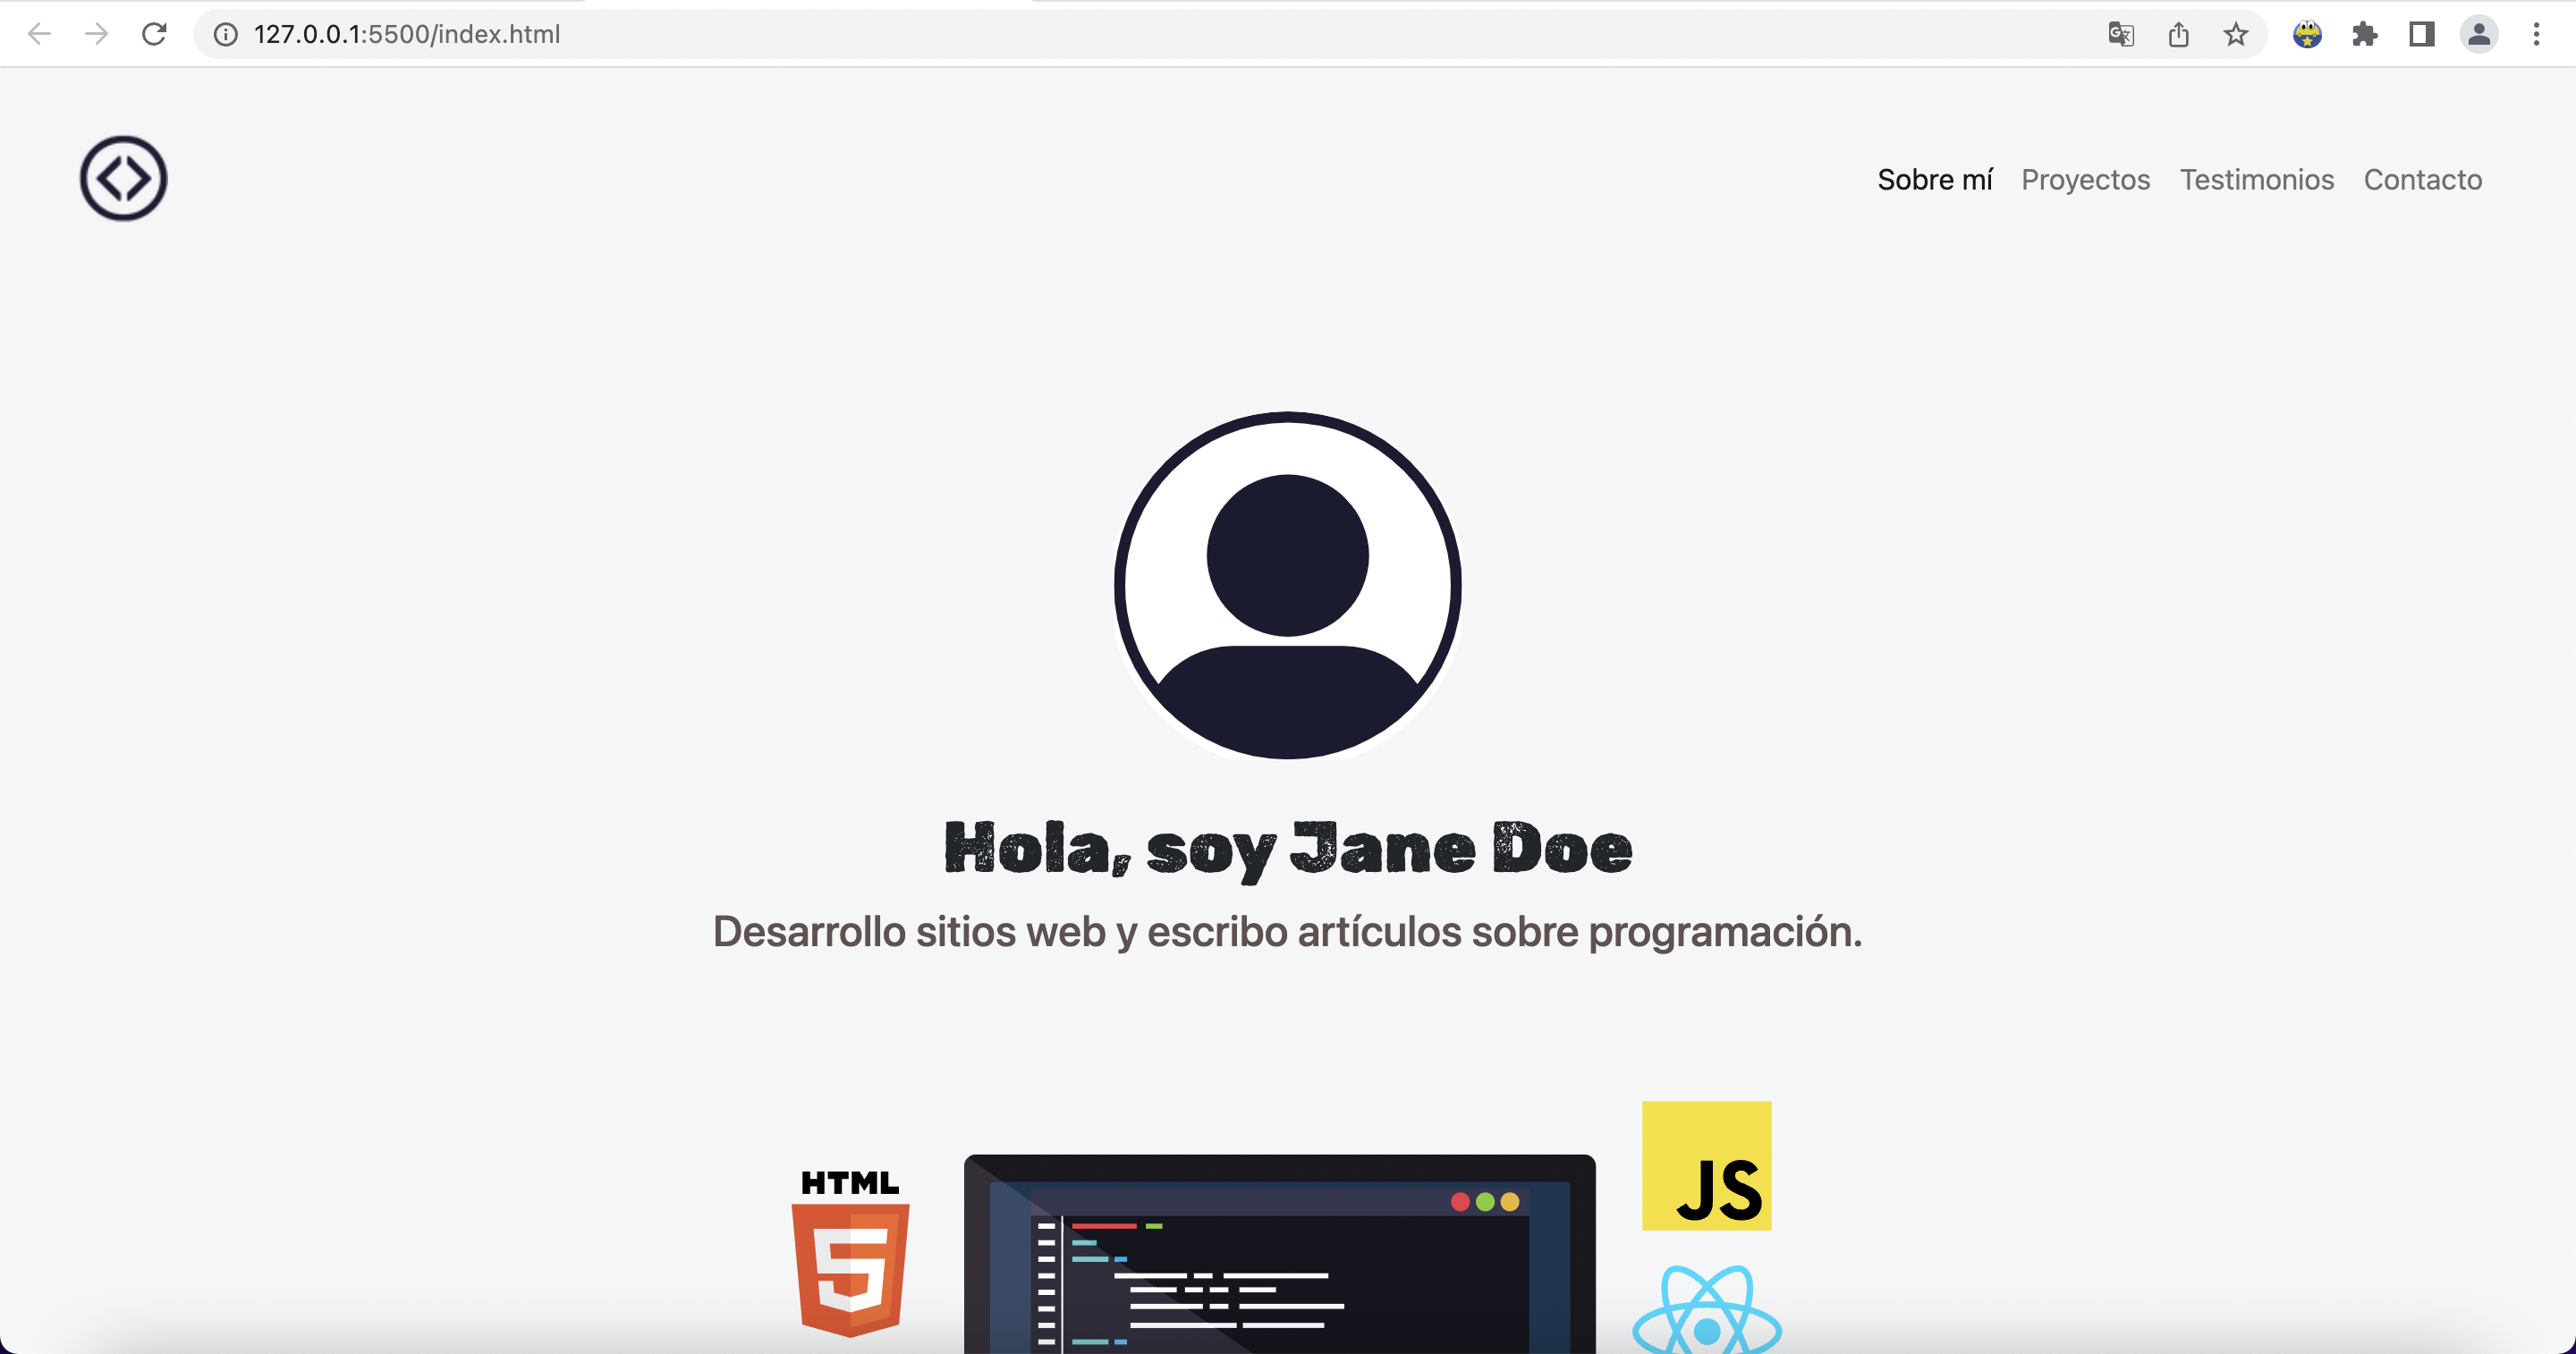 127.0.0.1:5500/index.html
Sobre mí Proyectos Testimonios Contacto
Hola, soy Jane Doe
Desarrollo sitios web y escribo artículos sobre programación.
HTML
5
JS